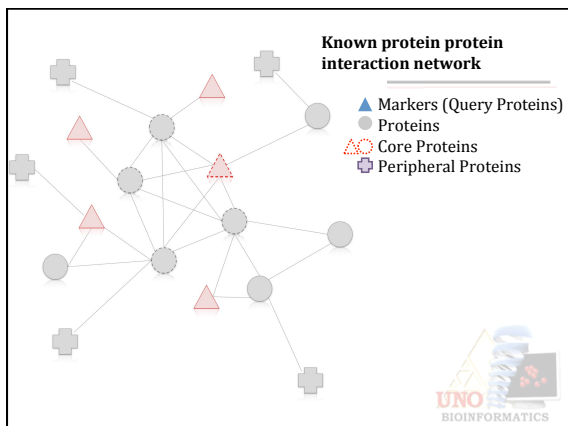 Known protein protein
interaction network
Markers (Query Proteins)
Proteins
Core Proteins
Peripheral Proteins
UNO
BIOINFORMATICS